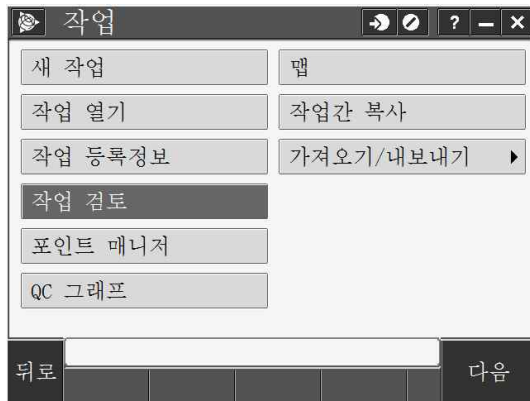 작업
? — ×
새 작업
작업 열기
작업 등록정보
작업 검토
포인트 매니저
QC 그래프
맵
작업간 복사
가져오기/내보내기
뒤로
다음